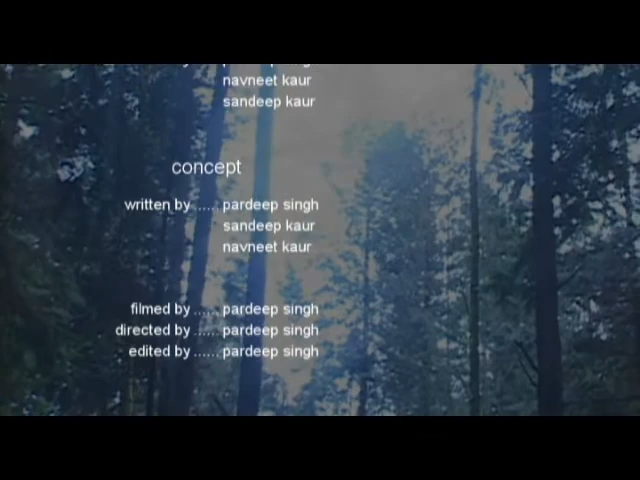 navneet kaur
sandeep kaur
concept
written by ...... pardeep singh
sandeep kaur
navneet kaur
filmed by ...... pardeep singh
directed by ...... pardeep singh
edited by ...... pardeep singh